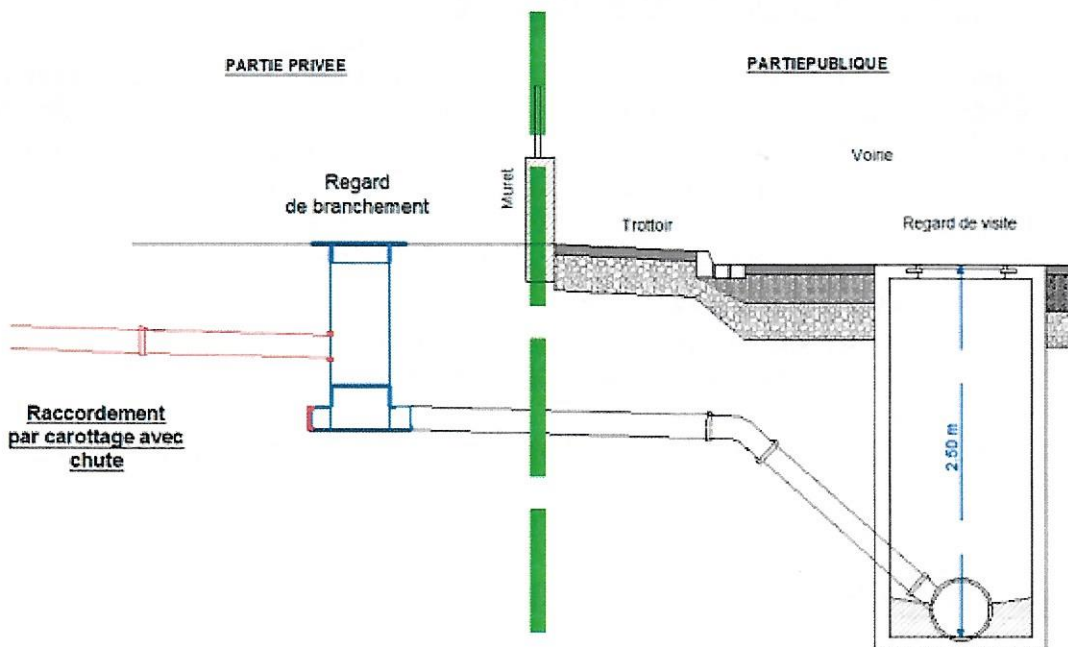 PARTIE PRIVEE
PARTIEPUBLIQUE
Voirie
Regard
de branchement
Muret
Trottoir
Regard de visite
Raccordement
par carottage avec
chute
2.50 m